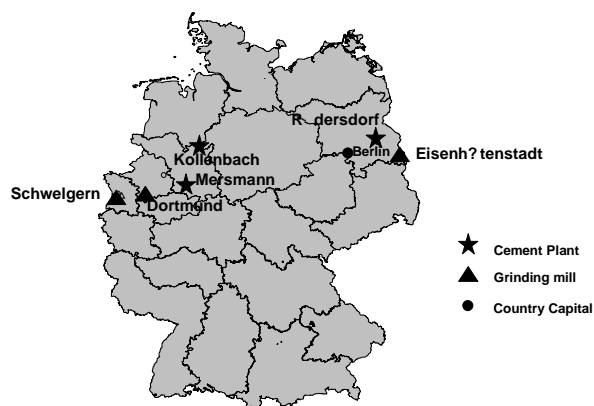 R dersdorf
Berlin
Eisenh? tenstadt
Kollenbach
Mersmann
Schwelgern
Dortmund
Cement Plant
Grinding mill
Country Capital